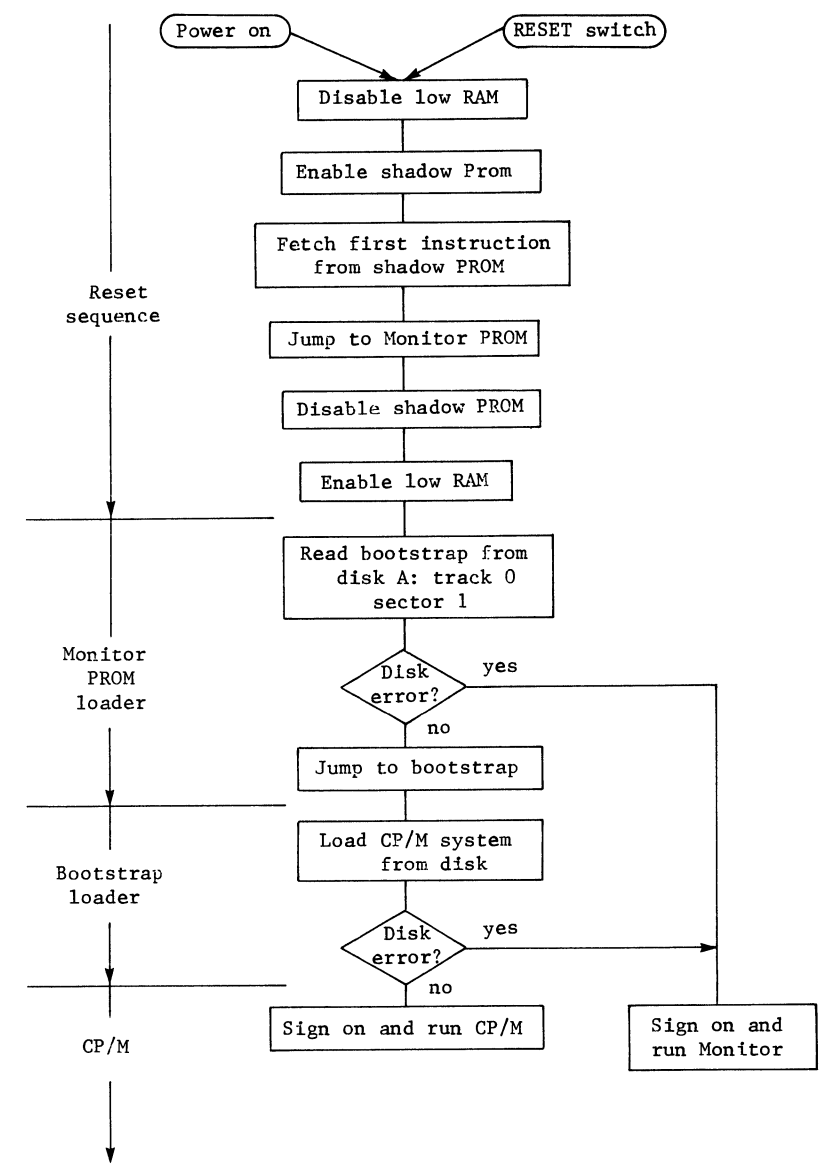 Power on
RESET switch
Disable low RAM
Enable shadow Prom
Fetch first instruction
from shadow PROM
Reset
sequence
Jump to Monitor PROM
Disable shadow PROM
Enable low RAM
Read bootstrap from
disk A: track 0
sector 1
Monitor
PROM
loader
Disk
error?
yes
no
Jump to bootstrap
Load CP/M system
from disk
Bootstrap
loader
Disk
error?
yes
no
Sign on and run CP/M
Sign on and
run Monitor
CP/M